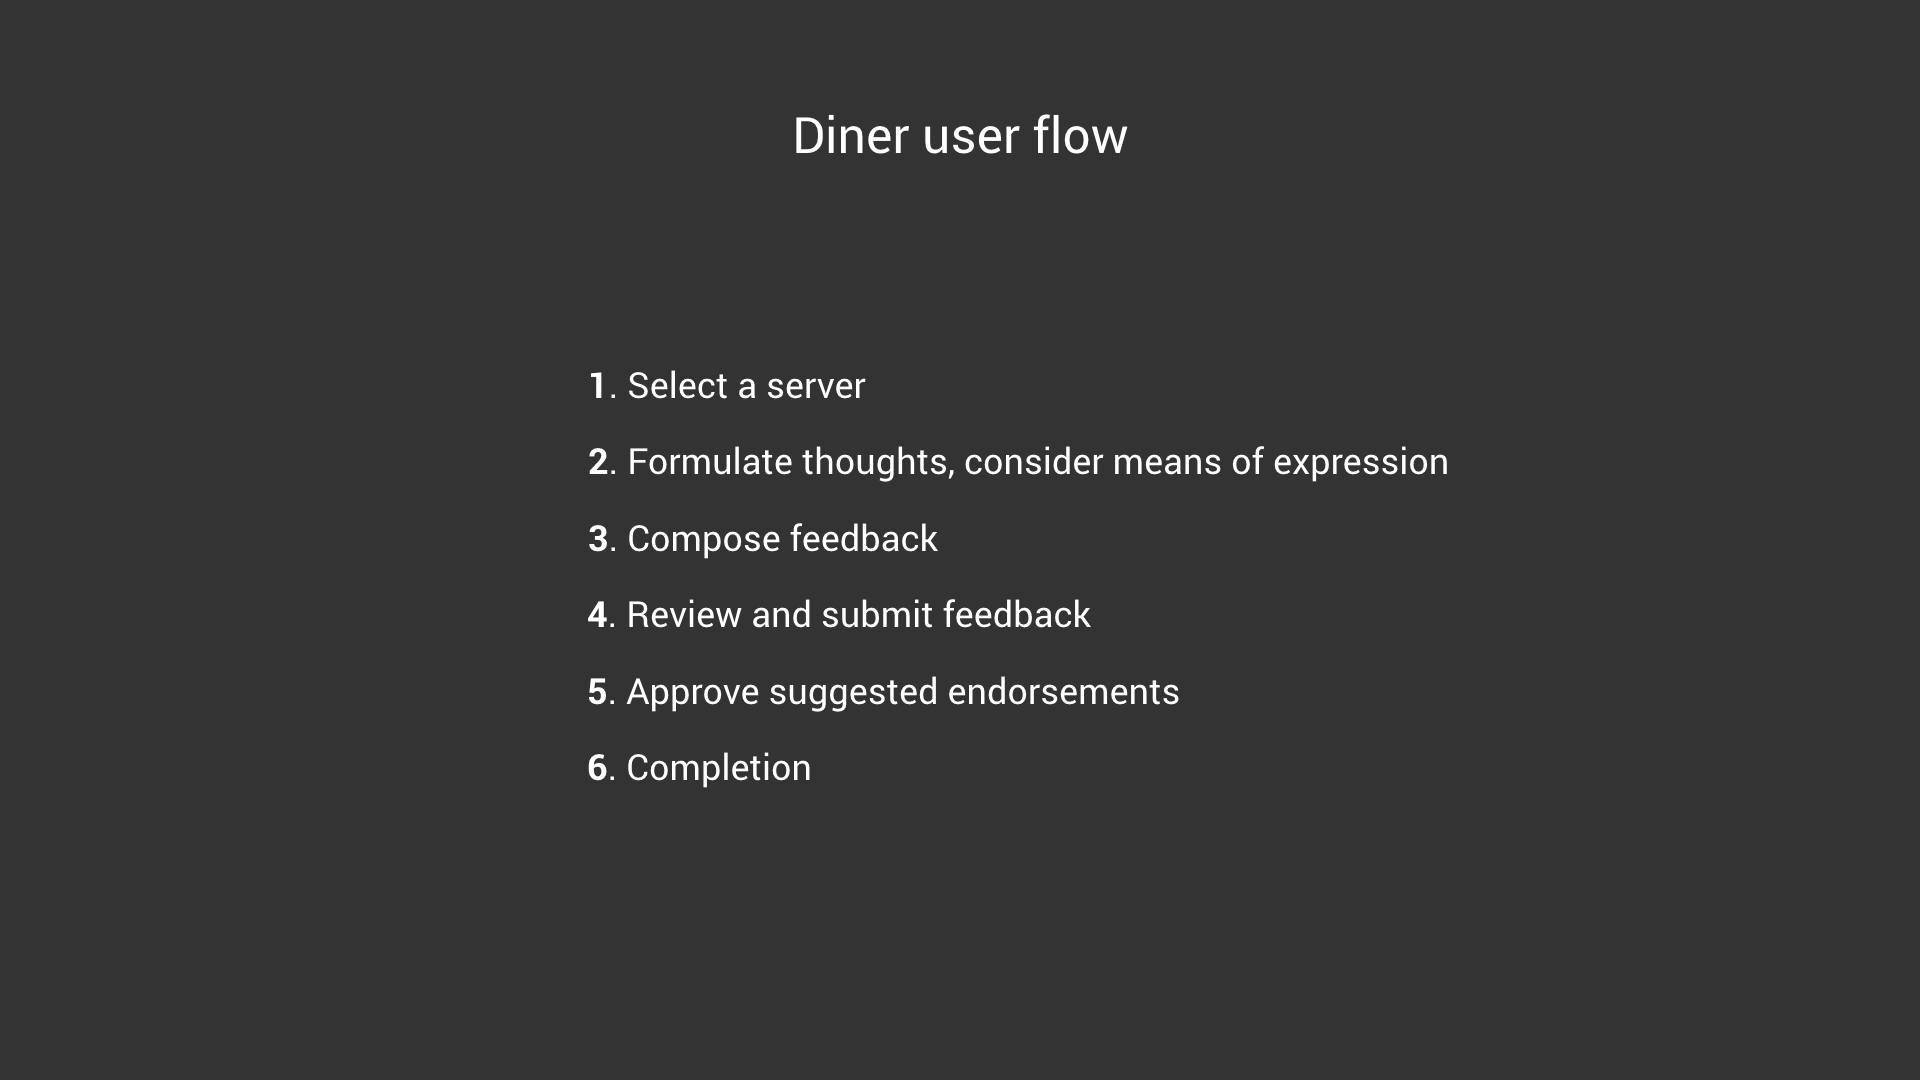 Diner user flow
1. Select a server
2. Formulate thoughts, consider means of expression
3. Compose feedback
4. Review and submit feedback
5. Approve suggested endorsements
6. Completion